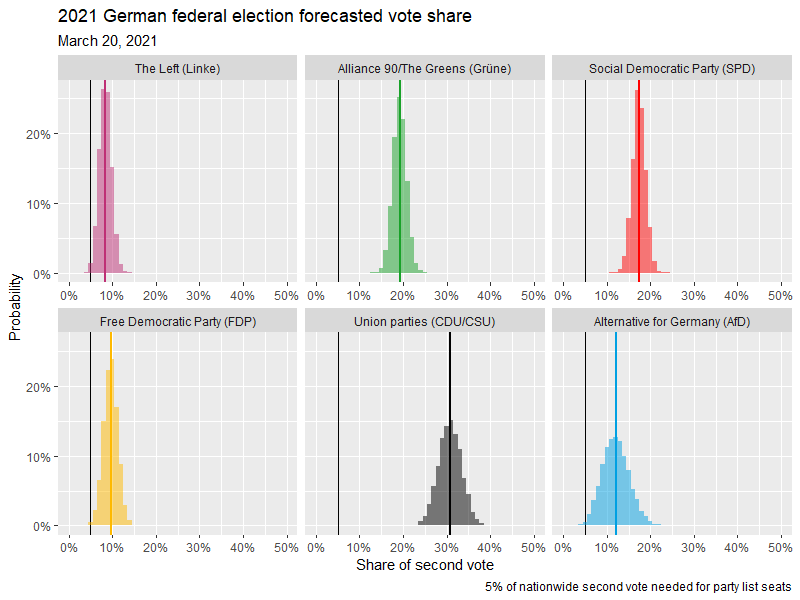 2021 German federal election forecasted vote share
March 20, 2021
The Left (Linke) Alliance 90/The Greens (Grüne) Social Democratic Party (SPD)
20%
10%
0%
0% 10% 20% 30% 40% 50% 0% 10% 20% 30% 40% 50% 0% 10% 20% 30% 40% 50%
Probability
Free Democratic Party (FDP) Union parties (CDU/CSU) Alternative for Germany (AfD)
20%
10%
0%
0% 10% 20% 30% 40% 50% 0% 10% 20% 30% 40% 50% 0% 10% 20% 30% 40% 50%
Share of second vote
5% of nationwide second vote needed for party list seats